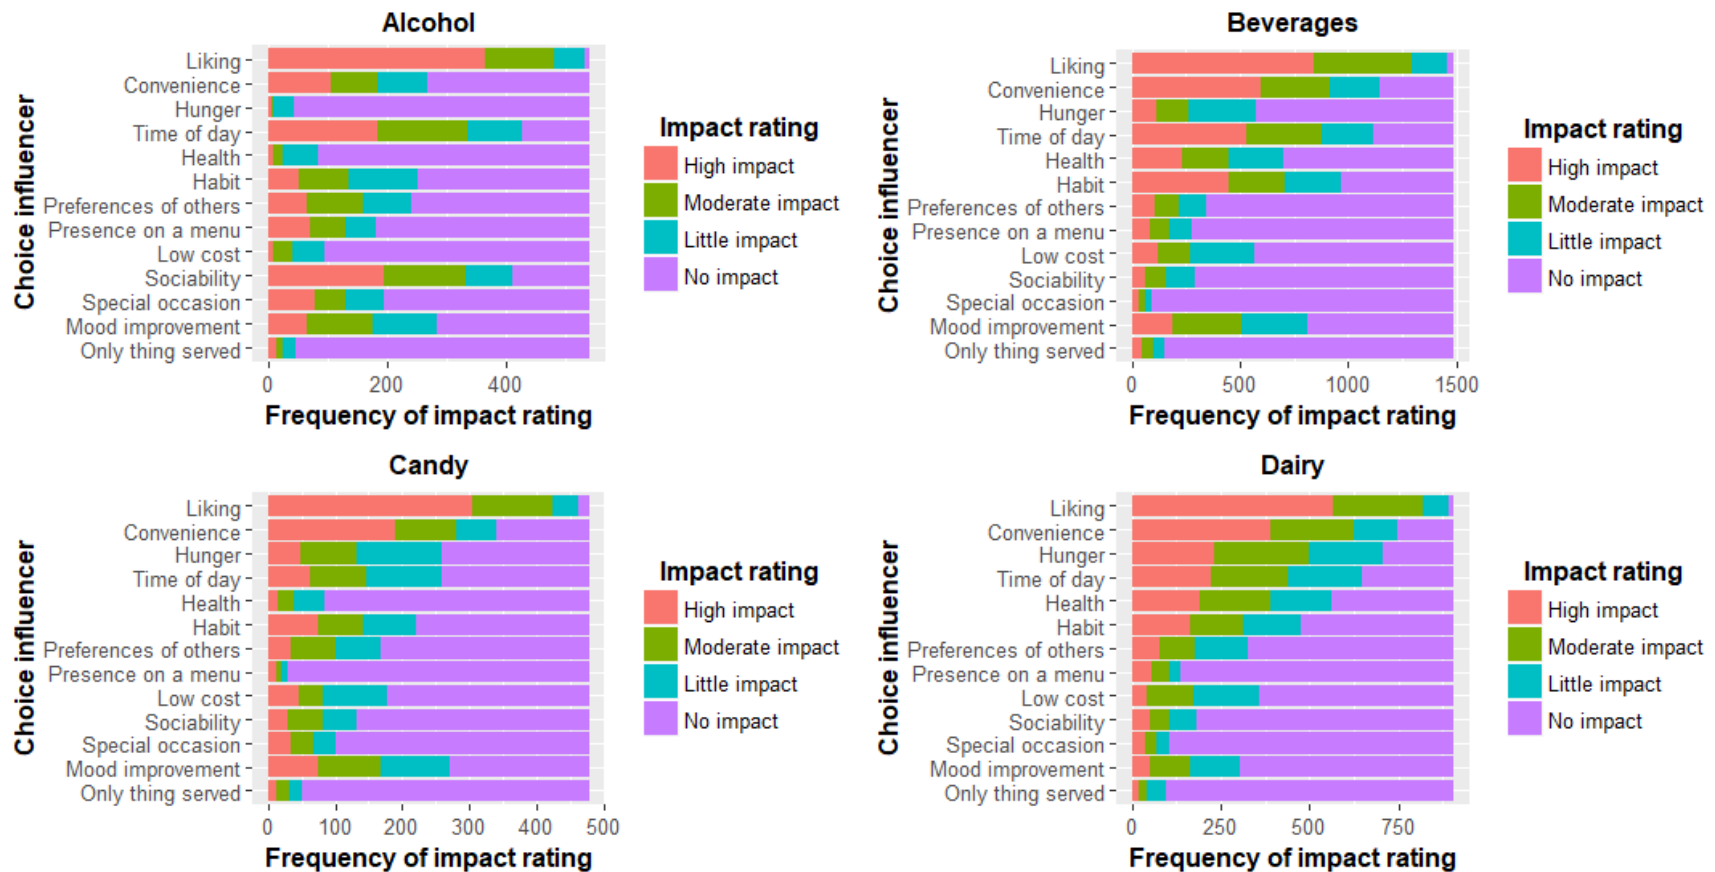 Alcohol
Choice influencer
Liking
Convenience
Hunger
Time of day
Health
Habit
Preferences of others
Presence on a menu
Low cost
Sociability
Special occasion
Mood improvement
Only thing served
0 200 400
Frequency of impact rating
Impact rating
High impact
Moderate impact
Little impact
No impact
Beverages
Choice influencer
Liking
Convenience
Hunger
Time of day
Health
Habit
Preferences of others
Presence on a menu
Low cost
Sociability
Special occasion
Mood improvement
Only thing served
0 500 1000 1500
Frequency of impact rating
Impact rating
High impact
Moderate impact
Little impact
No impact
Candy
Choice influencer
Liking
Convenience
Hunger
Time of day
Health
Habit
Preferences of others
Presence on a menu
Low cost
Sociability
Special occasion
Mood improvement
Only thing served
0 100 200 300 400 500
Frequency of impact rating
Impact rating
High impact
Moderate impact
Little impact
No impact
Dairy
Choice influencer
Liking
Convenience
Hunger
Time of day
Health
Habit
Preferences of others
Presence on a menu
Low cost
Sociability
Special occasion
Mood improvement
Only thing served
0 250 500 750
Frequency of impact rating
Impact rating
High impact
Moderate impact
Little impact
No impact